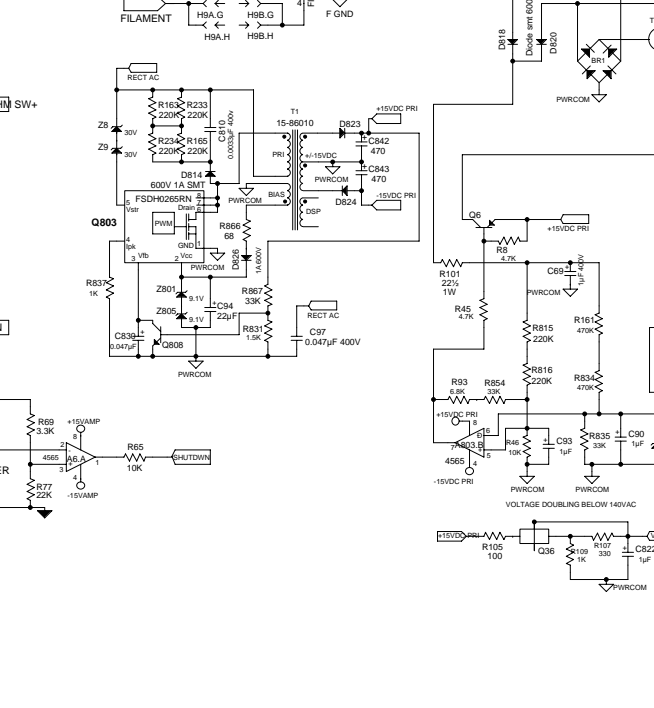 FILAMENT
H9A.G
H9B.G
H9A.H
H9B.H
4
F GND
D818
Diode smt 600
D820
BR1
PWRCOM
HM SW+
RECT AC
Z8
30V
Z9
30V
R163
220K
R233
220K
R234
220K
R165
220K
C810
0.0033µF 400v
D814
T1
15-86010
PRI
BIAS
DSP
D823
+15VDC PRI
C842
470
+/-15VDC
C843
470
PWRCOM
D824
-15VDC PRI
600V 1A SMT
FSDH0265RN
Drain
8
7
6
5
Vstr
PWM
Q803
4
Ipk
GND
1
3
Vfb
2
Vcc
PWRCOM
PWRCOM
R866
68
D826
1A 600V
R837
1K
Z801
9.1V
Z805
9.1V
C94
22µF
R867
33K
R831
1.5K
C830
0.047µF
Q808
PWRCOM
RECT AC
C97
0.047µF 400V
Q6
+15VDC PRI
R8
4.7K
R101
22½
1W
C69
1µF 400V
PWRCOM
R45
4.7K
R815
220K
R161
470K
R816
220K
R834
470K
R93
6.8K
R854
33K
+15VDC PRI
8
6
7
5
A803.B
4565
4
-15VDC PRI
R46
10K
C93
1µF
R835
33K
C90
1µF
PWRCOM
PWRCOM
VOLTAGE DOUBLING BELOW 140VAC
+15VDC PRI
R105
100
Q36
R109
1K
R107
330
C822
1µF
PWRCOM
R69
3.3K
+15VAMP
8
2
4565
A6.A
1
3
4
-15VAMP
R65
10K
SHUTDWN
R77
22K
ER